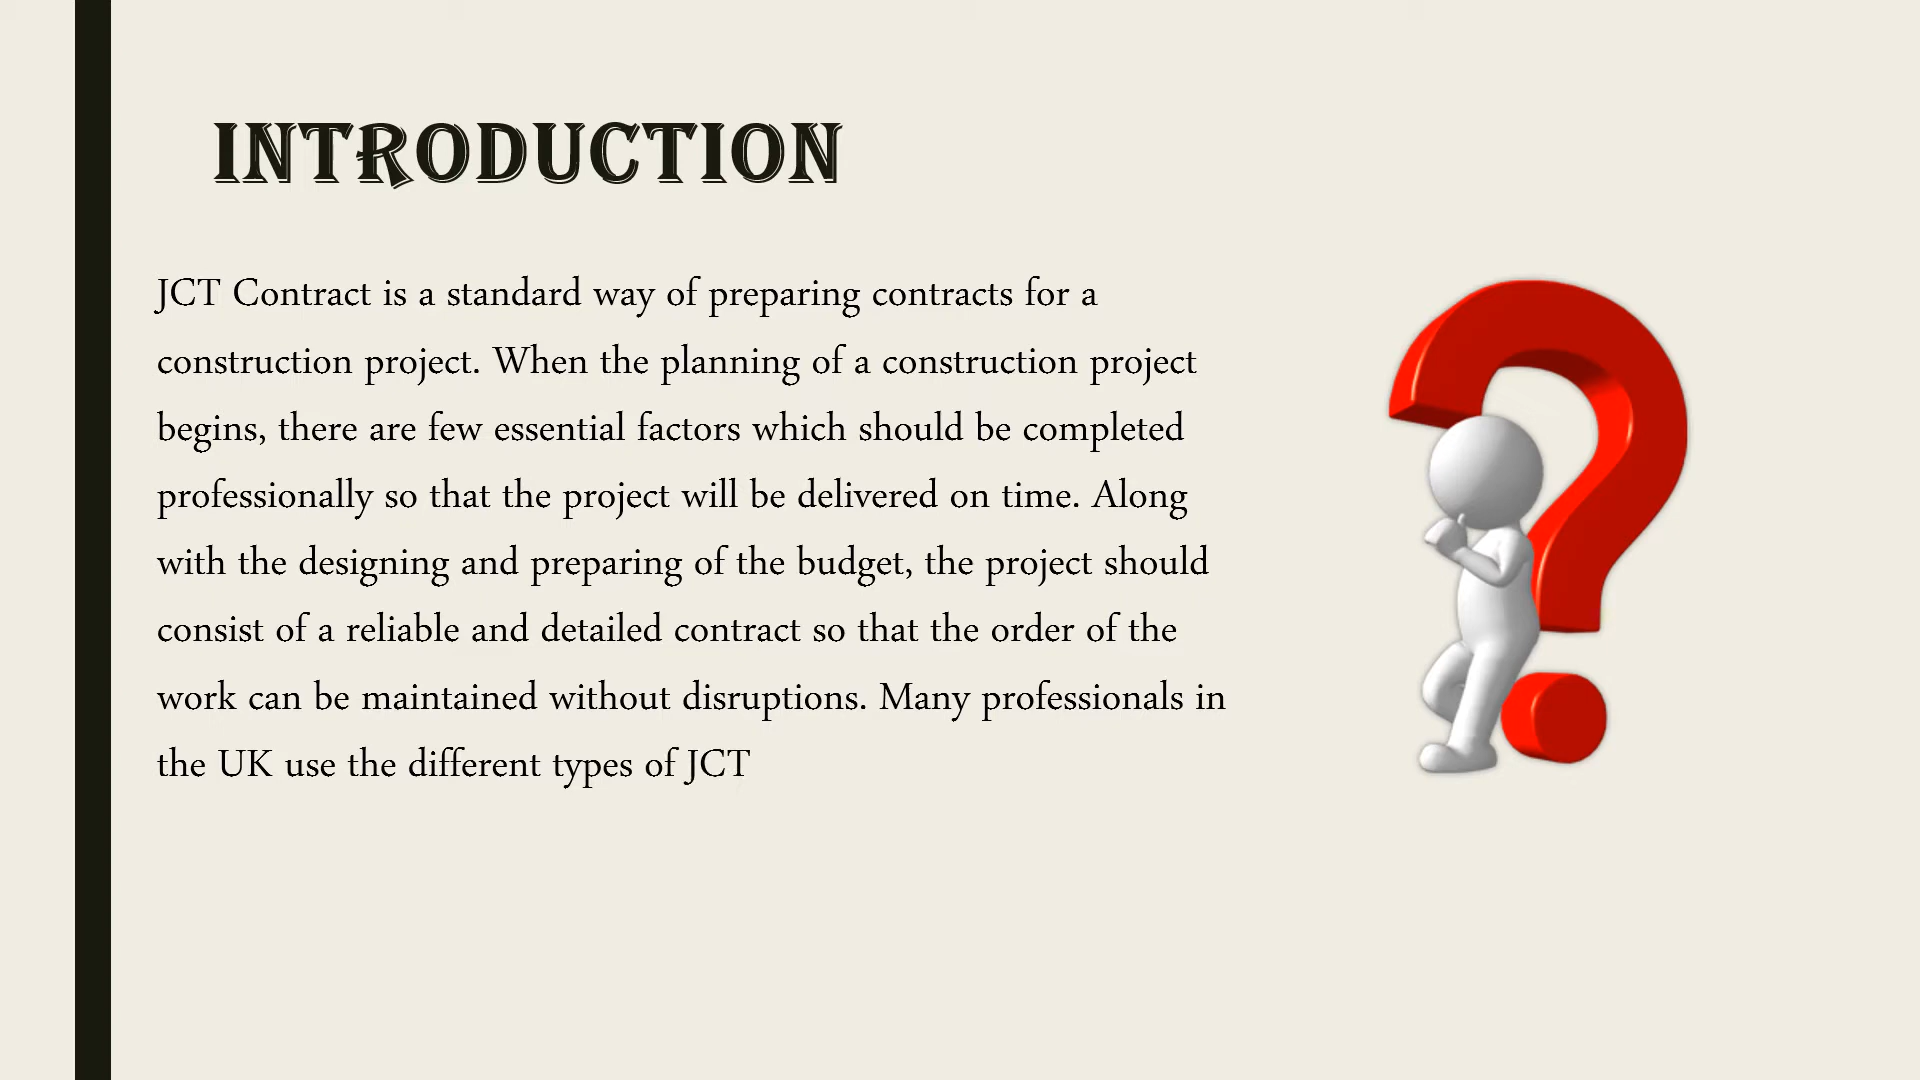 INTRODUCTION
JCT Contract is a standard way of preparing contracts for a
construction project. When the planning of a construction project
begins, there are few essential factors which should be completed
professionally so that the project will be delivered on time. Along
with the designing and preparing of the budget, the project should
consist of a reliable and detailed contract so that the order of the
work can be maintained without disruptions. Many professionals in
the UK use the different types of JCT